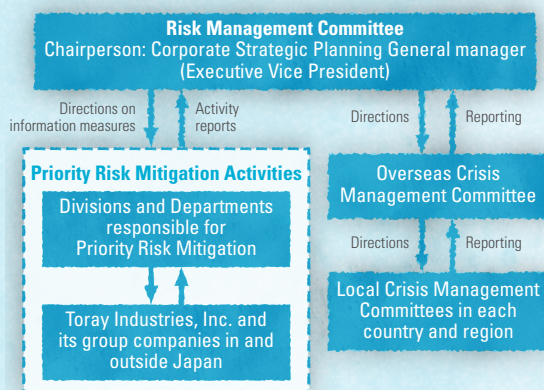 Risk Management Committee
Chairperson: Corporate Strategic Planning General manager
(Executive Vice President)
Directions on
information measures
Activity
reports
Directions
Reporting
Priority Risk Mitigation Activities
Divisions and Departments
responsible for
Priority Risk Mitigation
Toray Industries, Inc. and
its group companies in and
outside Japan
Overseas Crisis
Management Committee
Directions
Reporting
Local Crisis Management
Committees in each
country and region